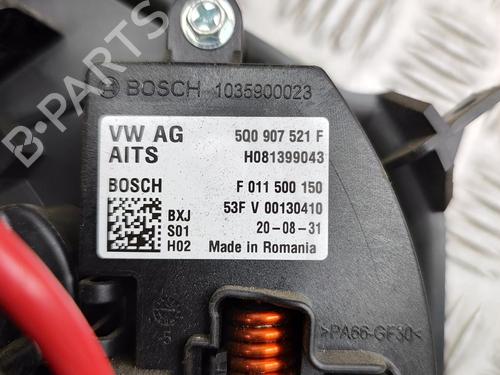 BOSCH 1035900023
VW AG 5Q0 907 521 F
AITS H081399043
BOSCH F 011 500 150
BXJ 53F V 00130410
S01 20-08-31
H02 Made in Romania
>PA66-GF30<
5
B-PARTS